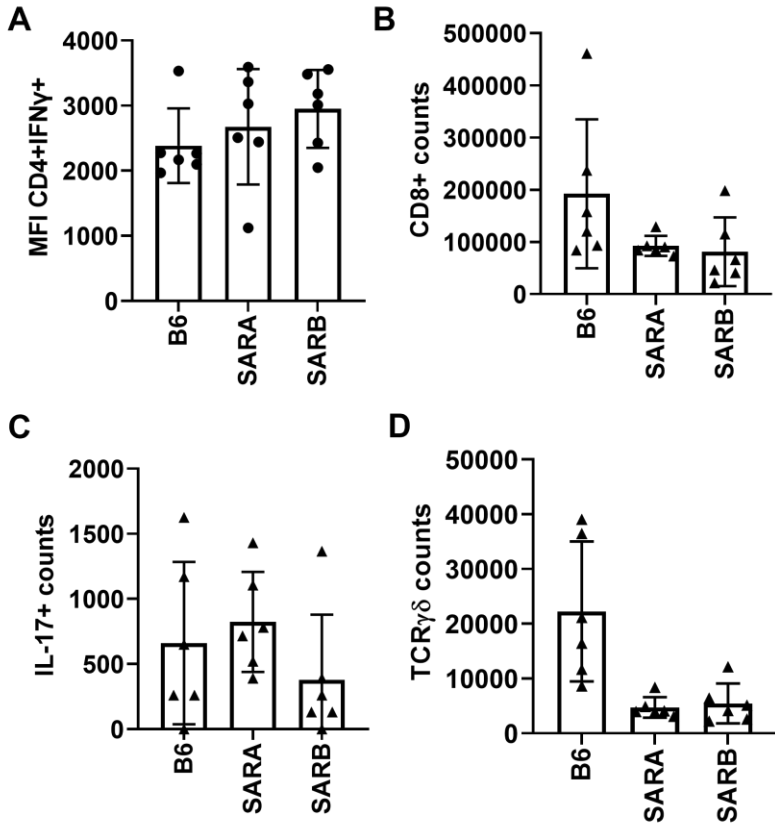 A
MFI CD4+IFNγ+
4000
3000
2000
1000
0
B6
SARA
SARB
B
CD8+ counts
500000
400000
300000
200000
100000
0
B6
SARA
SARB
C
IL-17+ counts
2000
1500
1000
500
0
B6
SARA
SARB
D
TCRγδ counts
50000
40000
30000
20000
10000
0
B6
SARA
SARB